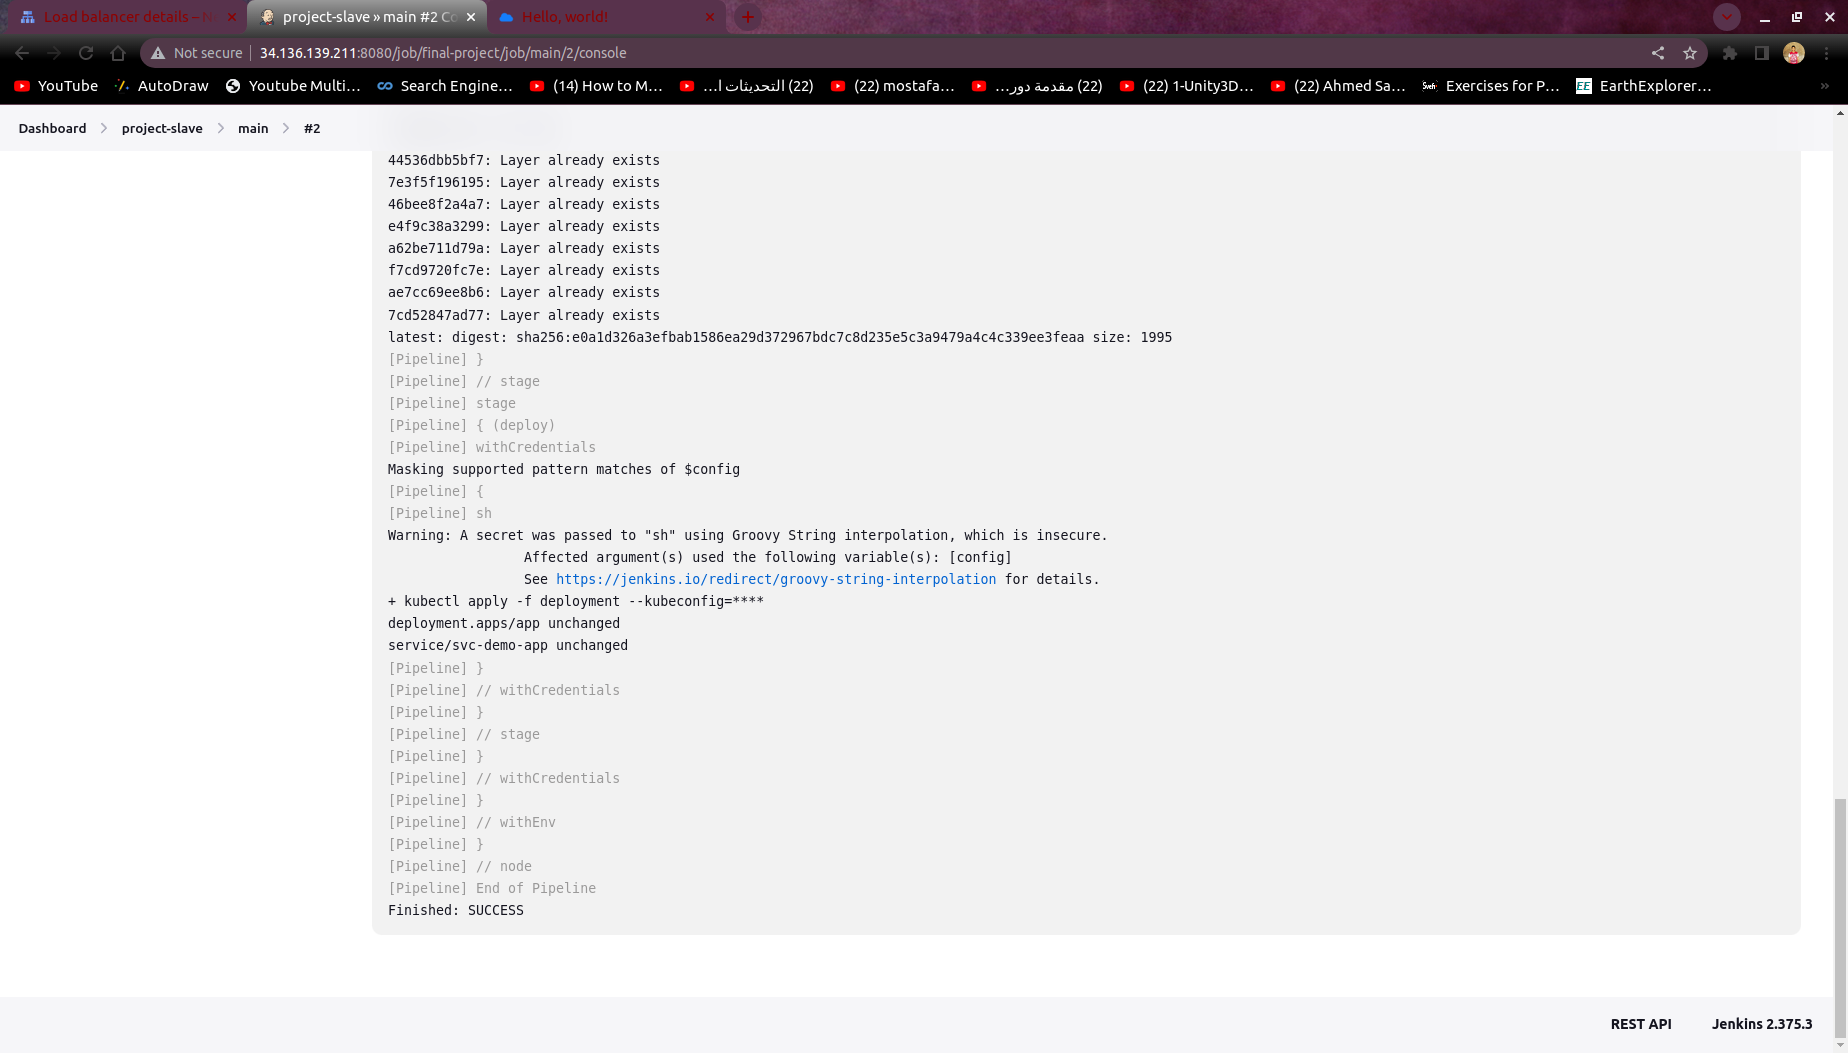 Load balancer details – N
project-slave » main #2 Co
Hello, world!
Not secure
34.136.139.211:8080/job/final-project/job/main/2/console
YouTube
AutoDraw
Youtube Multi…
Search Engine…
(14) How to M…
(22) التحديثات ا…
(22) mostafa…
(22) مقدمة دور…
(22) 1-Unity3D…
(22) Ahmed Sa…
Exercises for P…
EE EarthExplorer…
Dashboard
project-slave
main
#2
44536dbb5bf7: Layer already exists
7e3f5f196195: Layer already exists
46bee8f2a4a7: Layer already exists
e4f9c38a3299: Layer already exists
a62be711d79a: Layer already exists
f7cd9720fc7e: Layer already exists
ae7cc69ee8b6: Layer already exists
7cd52847ad77: Layer already exists
latest: digest: sha256:e0a1d326a3efbab1586ea29d372967bdc7c8d235e5c3a9479a4c4c339ee3feaa size: 1995
[Pipeline] }
[Pipeline] // stage
[Pipeline] stage
[Pipeline] { (deploy)
[Pipeline] withCredentials
Masking supported pattern matches of $config
[Pipeline] {
[Pipeline] sh
Warning: A secret was passed to "sh" using Groovy String interpolation, which is insecure.
Affected argument(s) used the following variable(s): [config]
See https://jenkins.io/redirect/groovy-string-interpolation for details.
+ kubectl apply -f deployment --kubeconfig=****
deployment.apps/app unchanged
service/svc-demo-app unchanged
[Pipeline] }
[Pipeline] // withCredentials
[Pipeline] }
[Pipeline] // stage
[Pipeline] }
[Pipeline] // withCredentials
[Pipeline] }
[Pipeline] // withEnv
[Pipeline] }
[Pipeline] // node
[Pipeline] End of Pipeline
Finished: SUCCESS
REST API
Jenkins 2.375.3